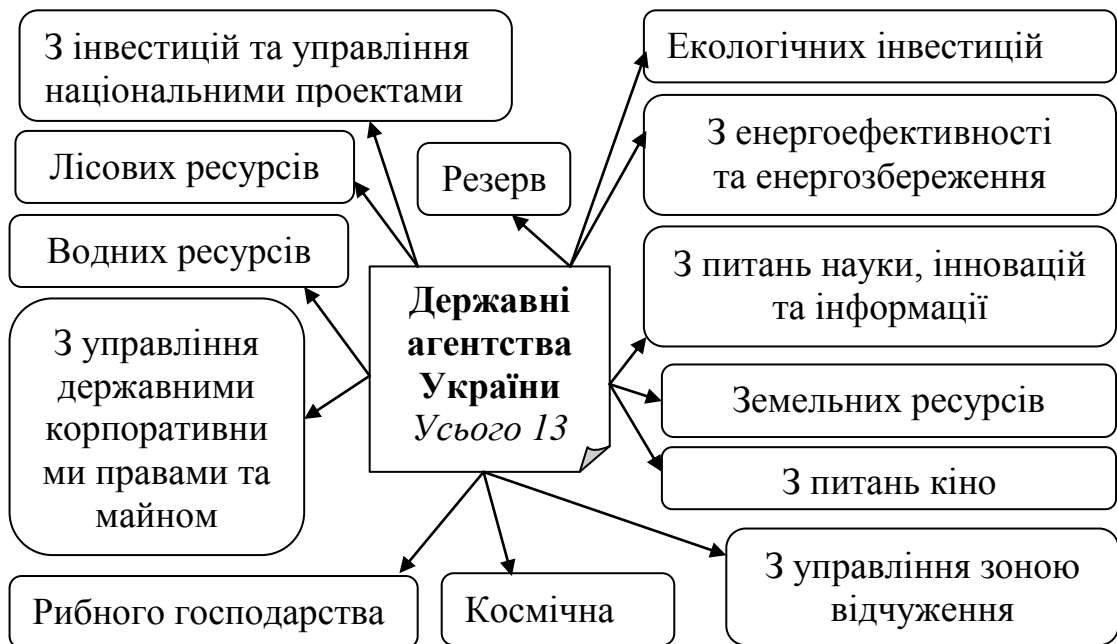 З інвестицій та управління
національними проектами
Екологічних інвестицій
Лісових ресурсів
Резерв
З енергоефективності
та енергозбереження
Водних ресурсів
З питань науки, інновацій
та інформації
Державні
агентства
України
Усього 13
З управління
державними
корпоративни
ми правами та
майном
Земельних ресурсів
З питань кіно
Рибного господарства
Космічна
З управління зоною
відчуження